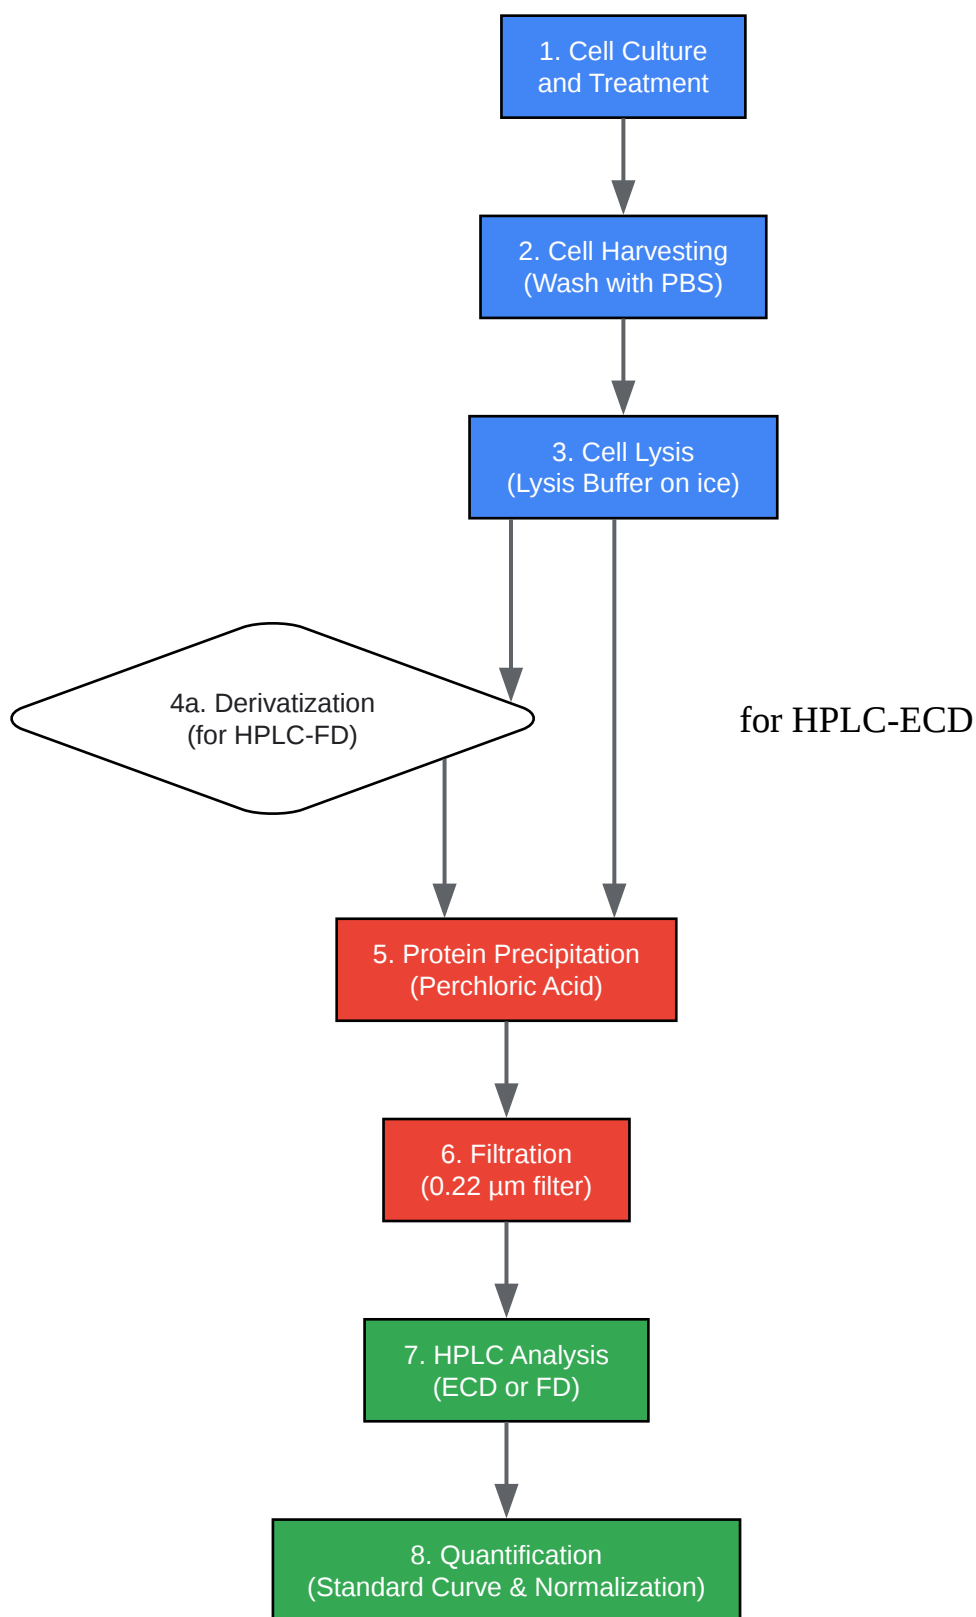 1. Cell Culture
and Treatment
2. Cell Harvesting
(Wash with PBS)
3. Cell Lysis
(Lysis Buffer on ice)
4a. Derivatization
(for HPLC-FD)
for HPLC-ECD
5. Protein Precipitation
(Perchloric Acid)
6. Filtration
(0.22 µm filter)
7. HPLC Analysis
(ECD or FD)
8. Quantification
(Standard Curve & Normalization)